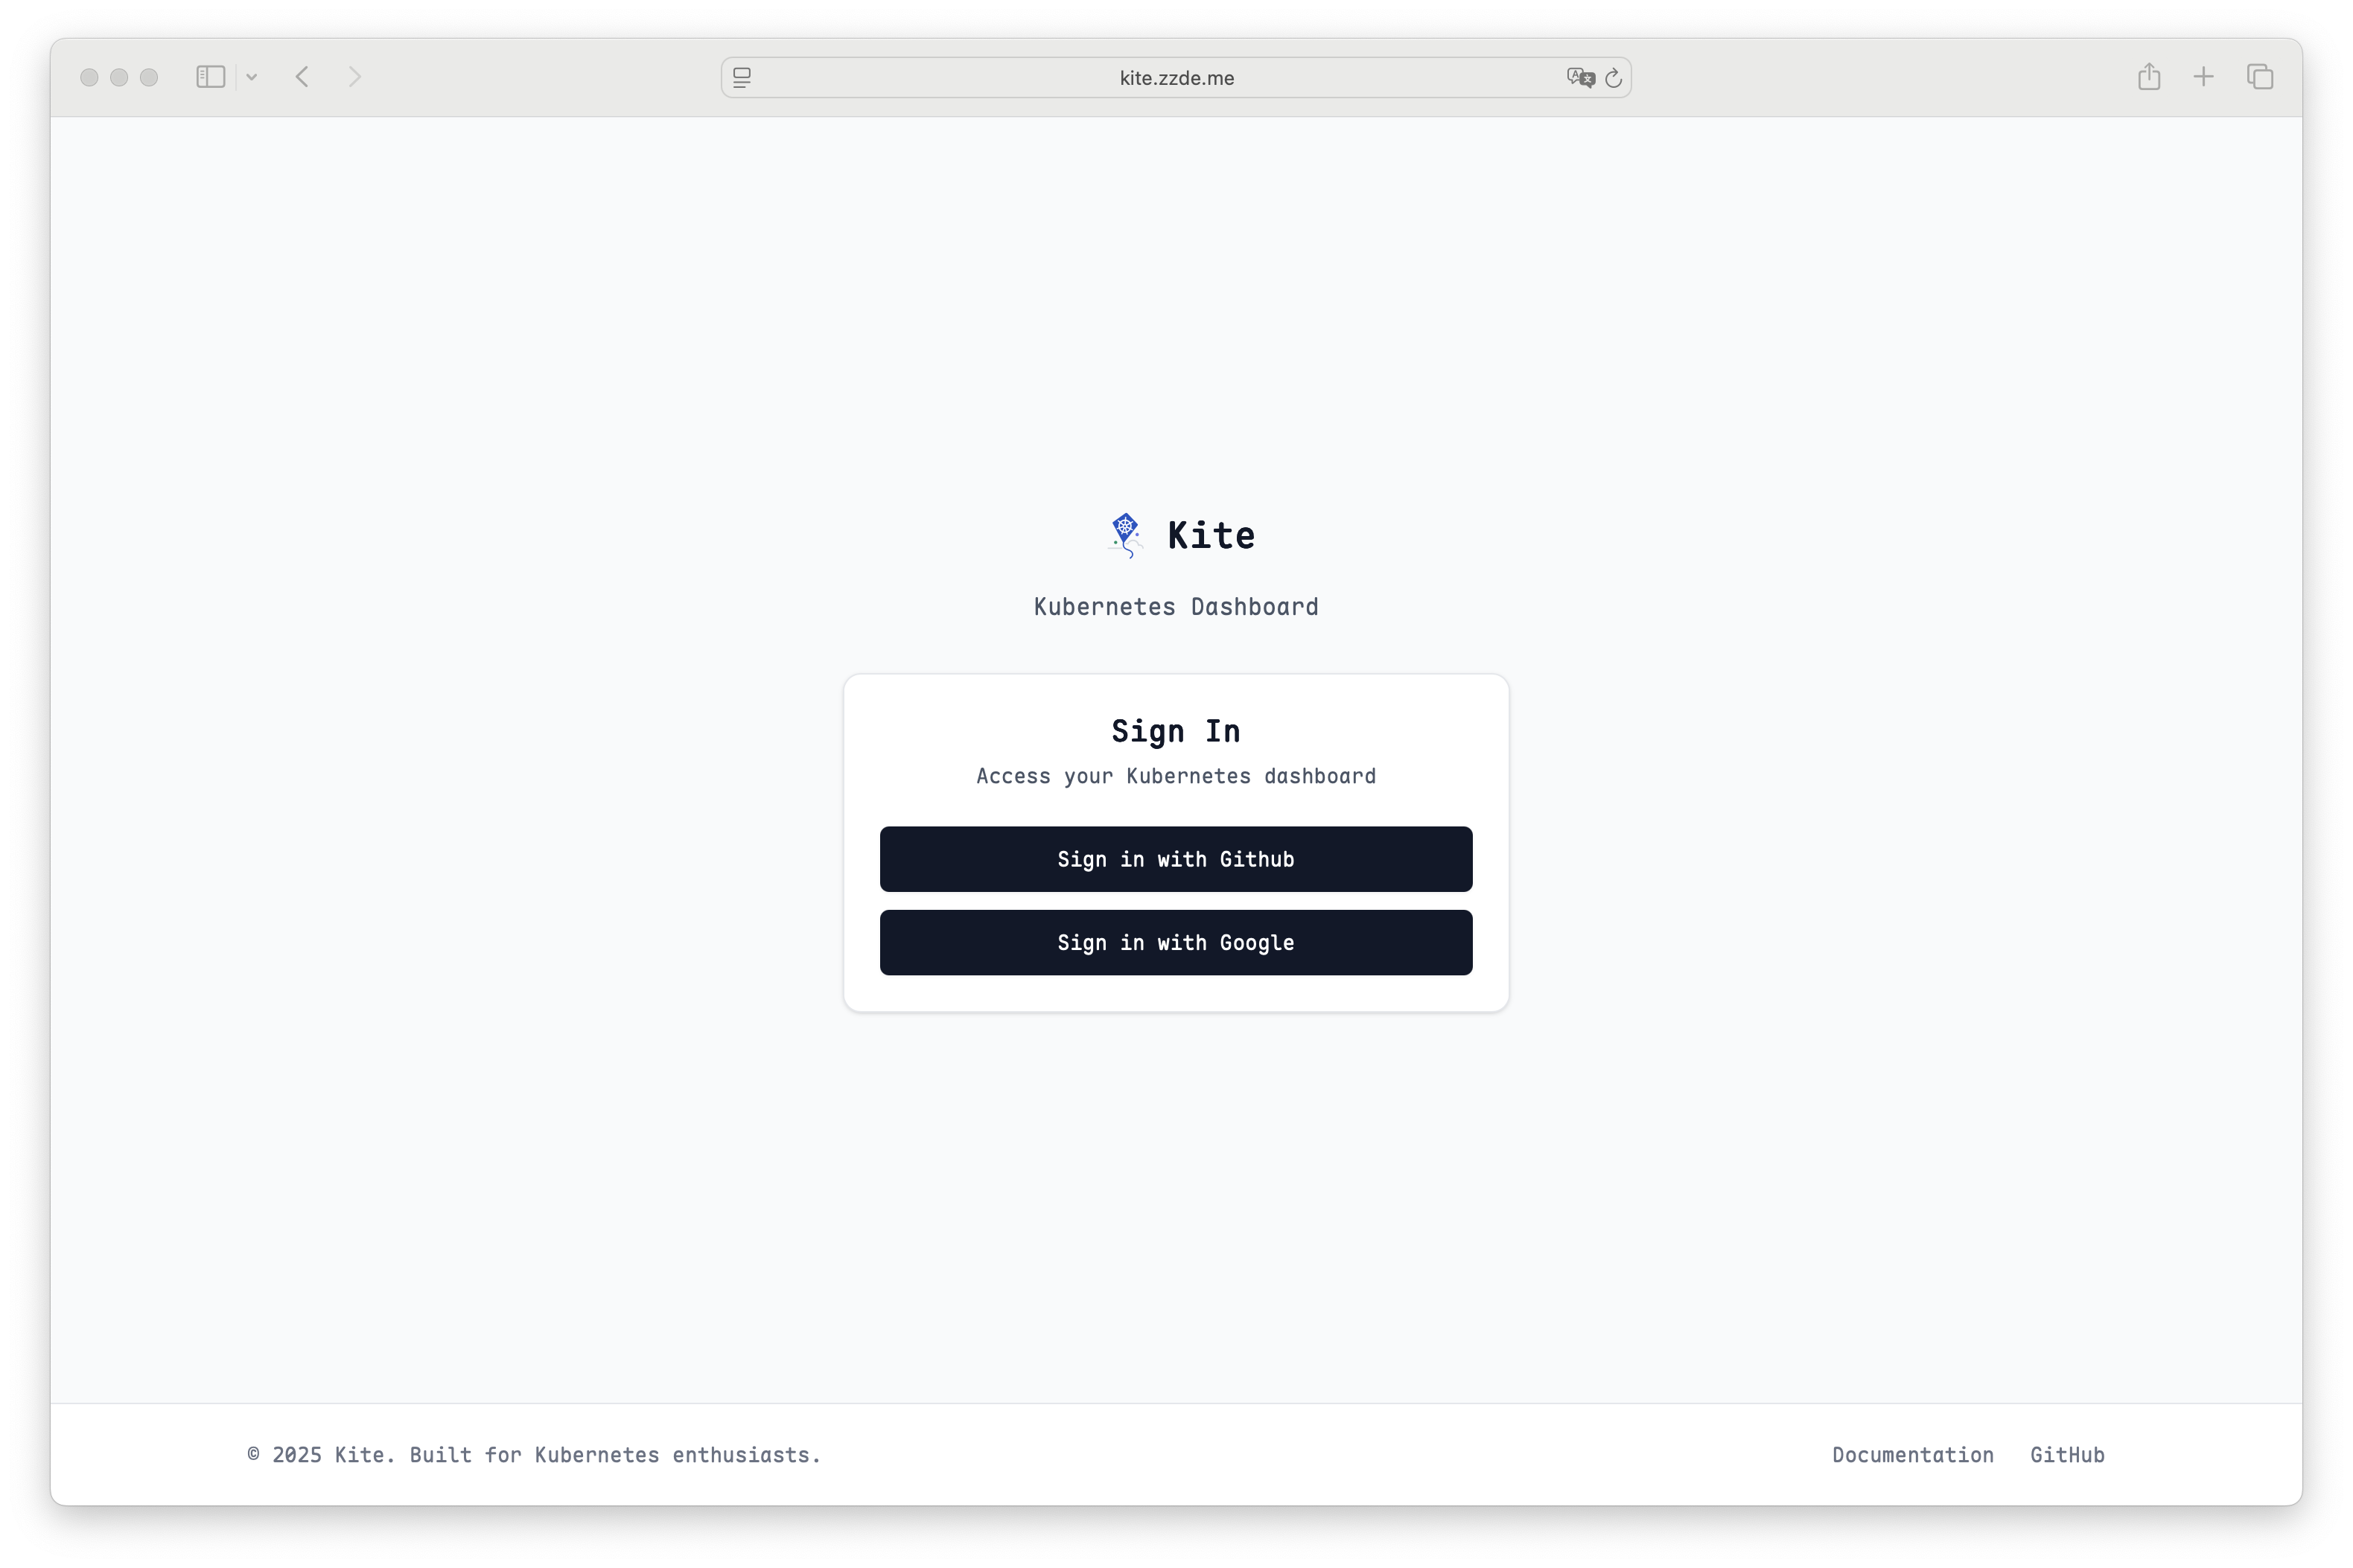 kite.zzde.me
Kite
Kubernetes Dashboard
Sign In
Access your Kubernetes dashboard
Sign in with Github
Sign in with Google
© 2025 Kite. Built for Kubernetes enthusiasts.
Documentation GitHub